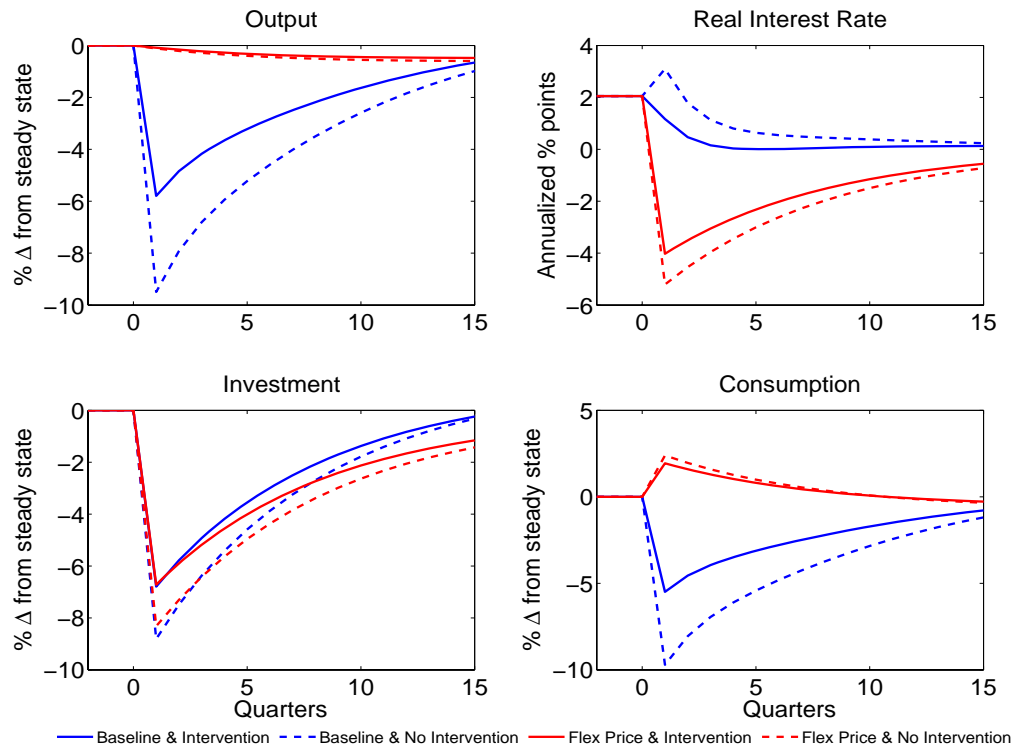 Output
% Δ from steady state
0
−2
−4
−6
−8
−10
0 5 10 15
Real Interest Rate
Annualized % points
4
2
0
−2
−4
−6
0 5 10 15
Investment
% Δ from steady state
0
−2
−4
−6
−8
−10
0 5 10 15
Quarters
Consumption
% Δ from steady state
5
0
−5
−10
0 5 10 15
Quarters
Baseline & Intervention Baseline & No Intervention Flex Price & Intervention Flex Price & No Intervention